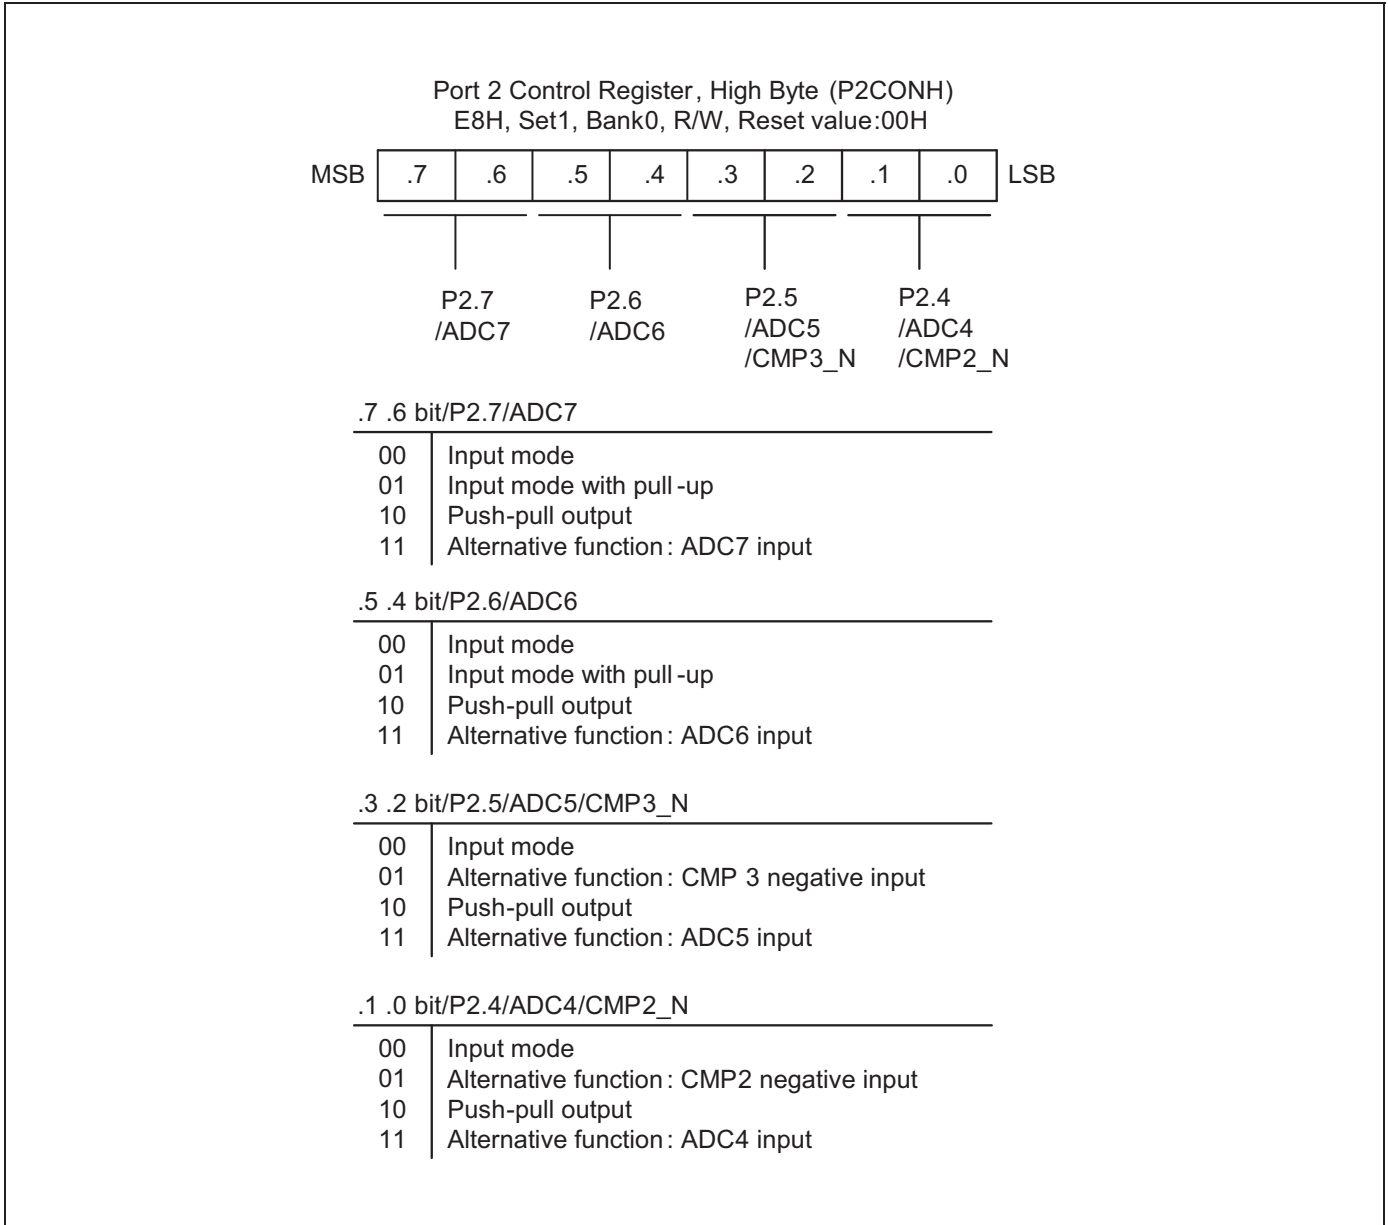 Port 2 Control Register, High Byte (P2CONH)
E8H, Set1, Bank0, R/W, Reset value:00H
MSB .7 .6 .5 .4 .3 .2 .1 .0 LSB
P2.7 P2.6 P2.5 P2.4
/ADC7 /ADC6 /ADC5 /ADC4
/CMP3_N /CMP2_N
.7 .6 bit/P2.7/ADC7
00 Input mode
01 Input mode with pull-up
10 Push-pull output
11 Alternative function: ADC7 input
.5 .4 bit/P2.6/ADC6
00 Input mode
01 Input mode with pull-up
10 Push-pull output
11 Alternative function: ADC6 input
.3 .2 bit/P2.5/ADC5/CMP3_N
00 Input mode
01 Alternative function: CMP 3 negative input
10 Push-pull output
11 Alternative function: ADC5 input
.1 .0 bit/P2.4/ADC4/CMP2_N
00 Input mode
01 Alternative function: CMP2 negative input
10 Push-pull output
11 Alternative function: ADC4 input